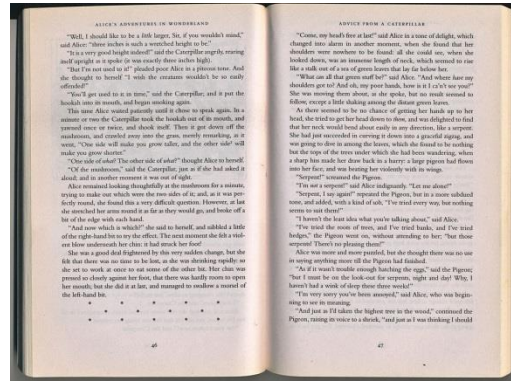 ALICE'S ADVENTURES IN WONDERLAND
"Well, I should like to be a little larger, Sir, if you wouldn't mind,"
said Alice: "three inches is such a wretched height to be."
"It is a very good height indeed!" said the Caterpillar angrily, rearing
itself upright as it spoke (it was exactly three inches high).
"But I'm not used to it!" pleaded poor Alice in a piteous tone. And
she thought to herself "I wish the creatures wouldn't be so easily
offended!"
"You'll get used to it in time," said the Caterpillar; and it put the
hookah into its mouth, and began smoking again.
This time Alice waited patiently until it chose to speak again. In a
minute or two the Caterpillar took the hookah out of its mouth, and
yawned once or twice, and shook itself. Then it got down off the
mushroom, and crawled away into the grass, merely remarking, as it
went, "One side will make you grow taller, and the other side will
make you grow shorter."
"One side of what? The other side of what?" thought Alice to herself.
"Of the mushroom," said the Caterpillar, just as if she had asked it
aloud; and in another moment it was out of sight.
Alice remained looking thoughtfully at the mushroom for a minute,
trying to make out which were the two sides of it; and, as it was per-
fectly round, she found this a very difficult question. However, at last
she stretched her arms round it as far as they would go, and broke off a
bit of the edge with each hand.
"And now which is which?" she said to herself, and nibbled a little
of the right-hand bit to try the effect. The next moment she felt a viol-
ent blow underneath her chin: it had struck her foot!
She was a good deal frightened by this very sudden change, but she
felt that there was no time to be lost, as she was shrinking rapidly: so
she set to work at once to eat some of the other bit. Her chin was
pressed so closely against her foot, that there was hardly room to open
her mouth; but she did it at last, and managed to swallow a morsel of
the left-hand bit.
* * * * *
* * * *
* * * * *
46
ADVICE FROM A CATERPILLAR
"Come, my head's free at last!" said Alice in a tone of delight, which
changed into alarm in another moment, when she found that her
shoulders were nowhere to be found: all she could see, when she
looked down, was an immense length of neck, which seemed to rise
like a stalk out of a sea of green leaves that lay far below her.
"What can all that green stuff be?" said Alice. "And where have my
shoulders got to? And oh, my poor hands, how is it I ca'n't see you?"
She was moving them about, as she spoke, but no result seemed to
follow, except a little shaking among the distant green leaves.
As there seemed to be no chance of getting her hands up to her
head, she tried to get her head down to them, and was delighted to find
that her neck would bend about easily in any direction, like a serpent.
She had just succeeded in curving it down into a graceful zigzag, and
was going to dive in among the leaves, which she found to be nothing
but the tops of the trees under which she had been wandering, when
a sharp hiss made her draw back in a hurry: a large pigeon had flown
into her face, and was beating her violently with its wings.
"Serpent!" screamed the Pigeon.
"I'm not a serpent!" said Alice indignantly. "Let me alone!"
"Serpent, I say again!" repeated the Pigeon, but in a more subdued
tone, and added, with a kind of sob, "I've tried every way, but nothing
seems to suit them!"
"I haven't the least idea what you're talking about," said Alice.
"I've tried the roots of trees, and I've tried banks, and I've tried
hedges," the Pigeon went on, without attending to her; "but those
serpents! There's no pleasing them!"
Alice was more and more puzzled, but she thought there was no use
in saying anything more till the Pigeon had finished.
"As if it wasn't trouble enough hatching the eggs," said the Pigeon;
"but I must be on the look-out for serpents, night and day! Why, I
haven't had a wink of sleep these three weeks!"
"I'm very sorry you've been annoyed," said Alice, who was begin-
ning to see its meaning.
"And just as I'd taken the highest tree in the wood," continued the
Pigeon, raising its voice to a shriek, "and just as I was thinking I should
47